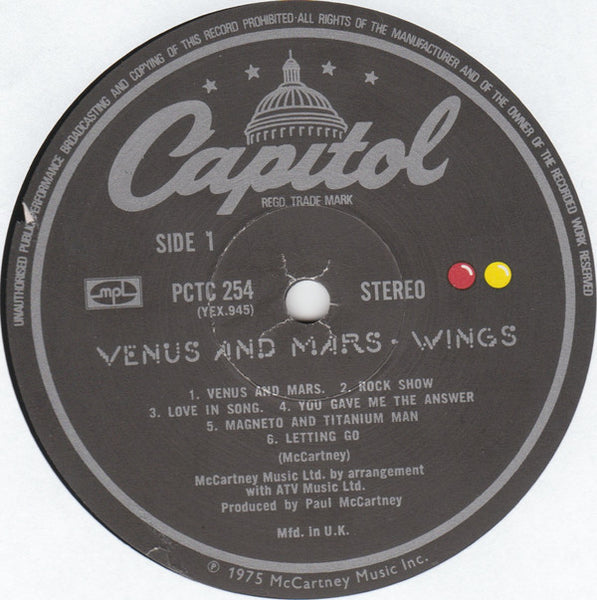 UNAUTHORISED PUBLIC PERFORMANCE BROADCASTING AND COPYING OF THIS RECORD PROHIBITED·ALL RIGHTS OF THE MANUFACTURER AND OF THE OWNER OF THE RECORDED WORK RESERVED
Capitol
REGD. TRADE MARK
SIDE 1
mpl
PCTC 254
(YEX.945)
STEREO
VENUS AND MARS · WINGS
1. VENUS AND MARS. 2. ROCK SHOW
3. LOVE IN SONG. 4. YOU GAVE ME THE ANSWER
5. MAGNETO AND TITANIUM MAN
6. LETTING GO
(McCartney)
McCartney Music Ltd. by arrangement
with ATV Music Ltd.
Produced by Paul McCartney
Mfd. in U.K.
℗ 1975 McCartney Music Inc.